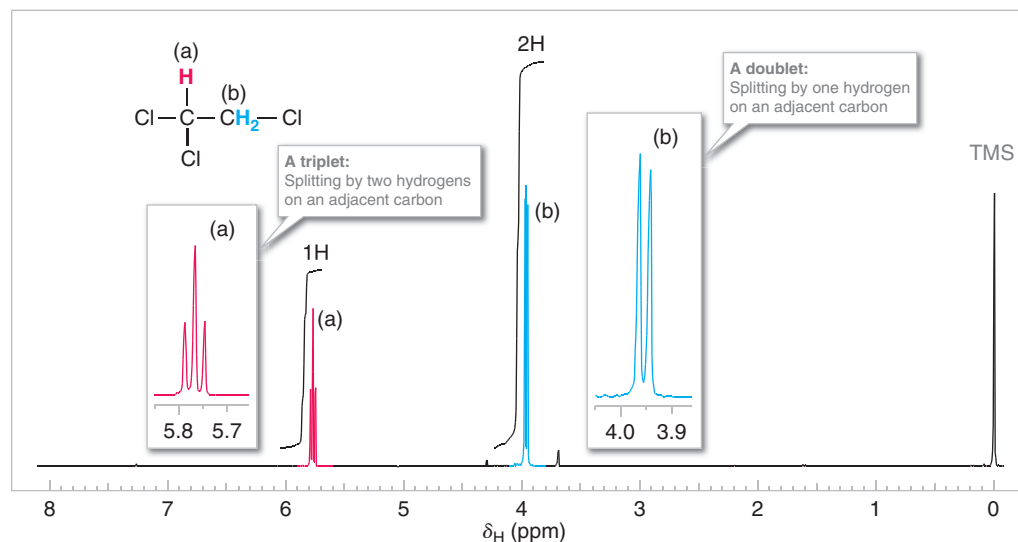 (a)
H
(b)
Cl C CH₂ Cl
Cl
2H
A doublet:
Splitting by one hydrogen
on an adjacent carbon
(b)
TMS
A triplet:
Splitting by two hydrogens
on an adjacent carbon
(a)
1H
(a)
(b)
5.8 5.7
4.0 3.9
8 7 6 5 4 3 2 1 0
δH (ppm)